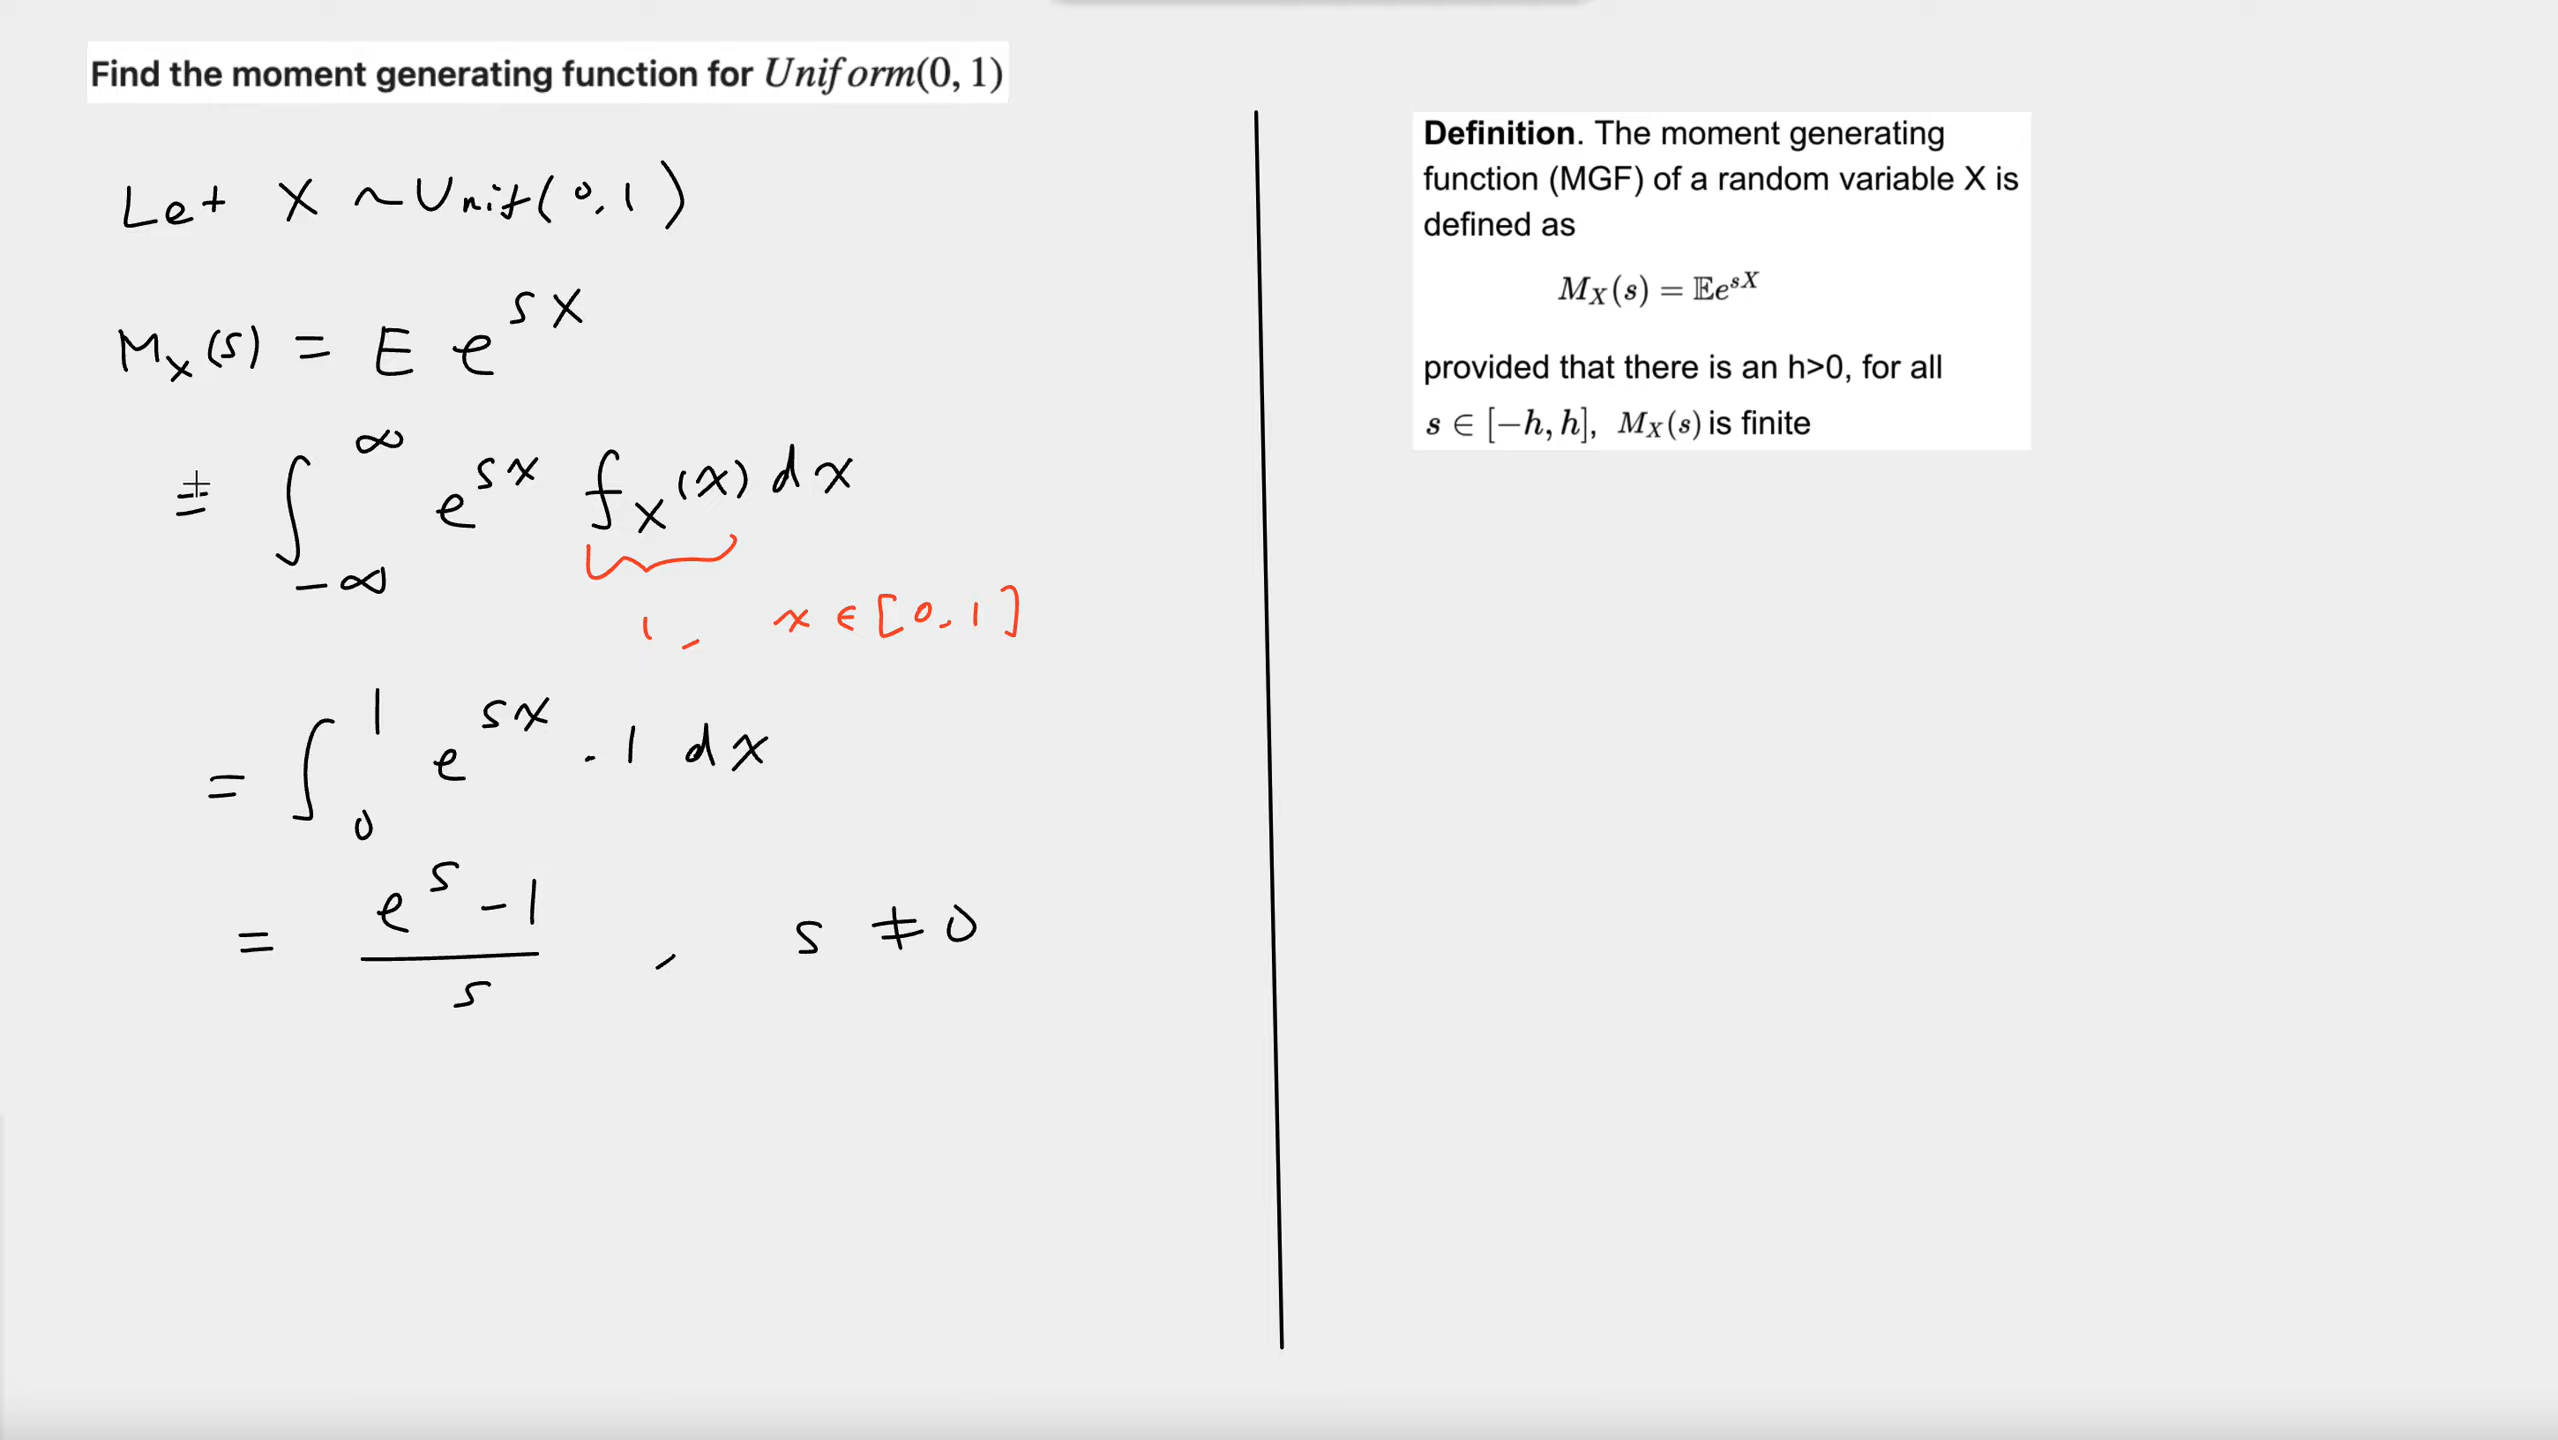 Find the moment generating function for Uniform(0, 1)
Let X ~ Unif(0,1)
M_X(s) = E e^{sX}
= ∫_{-∞}^{∞} e^{sx} f_X(x) dx
1, x ∈ [0,1]
= ∫_0^1 e^{sx} · 1 dx
= \frac{e^s - 1}{s} , s ≠ 0
Definition. The moment generating
function (MGF) of a random variable X is
defined as
M_X(s) = 𝔼e^{sX}
provided that there is an h>0, for all
s ∈ [−h, h], M_X(s) is finite